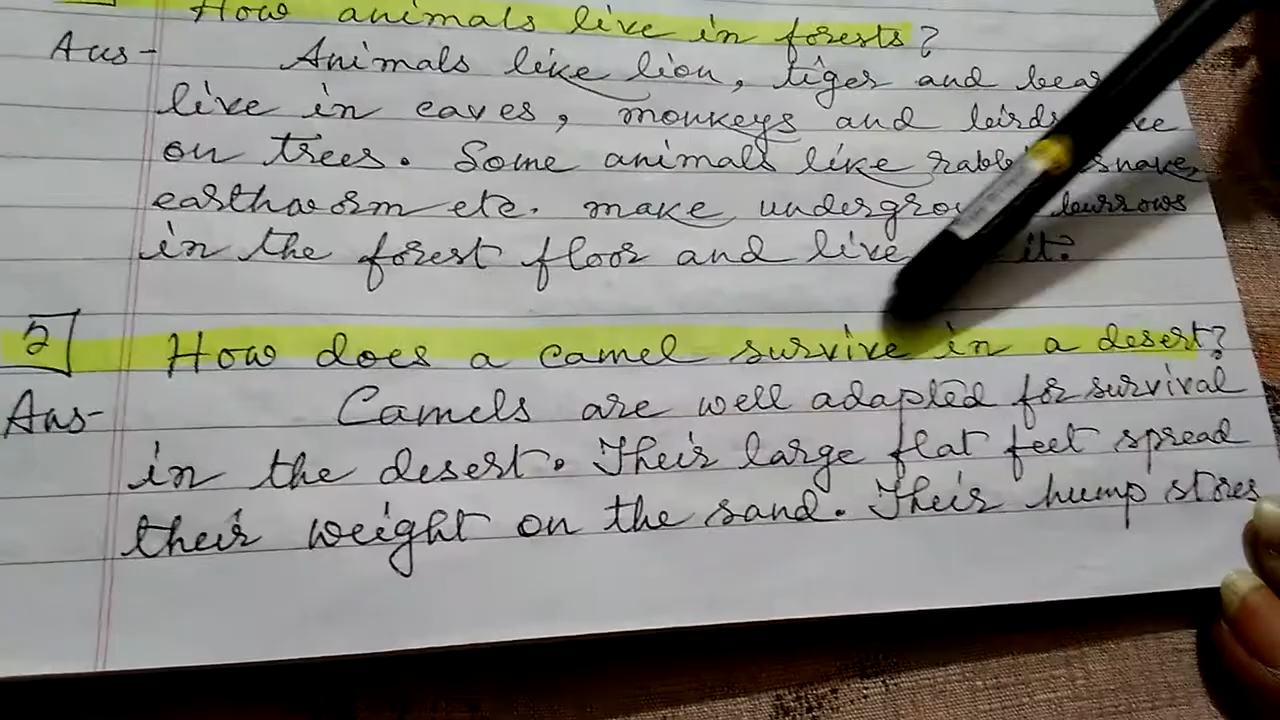 How animals live in forests?
Ans- Animals like lion, tiger and bear
live in caves, monkeys and birds
on trees. Some animals like rabbit snake,
earthworm etc. make underground burrows
in the forest floor and live it.
2 How does a camel survive in a desert?
Ans- Camels are well adapted for survival
in the desert. Their large flat feet spread
their weight on the sand. Their hump stores